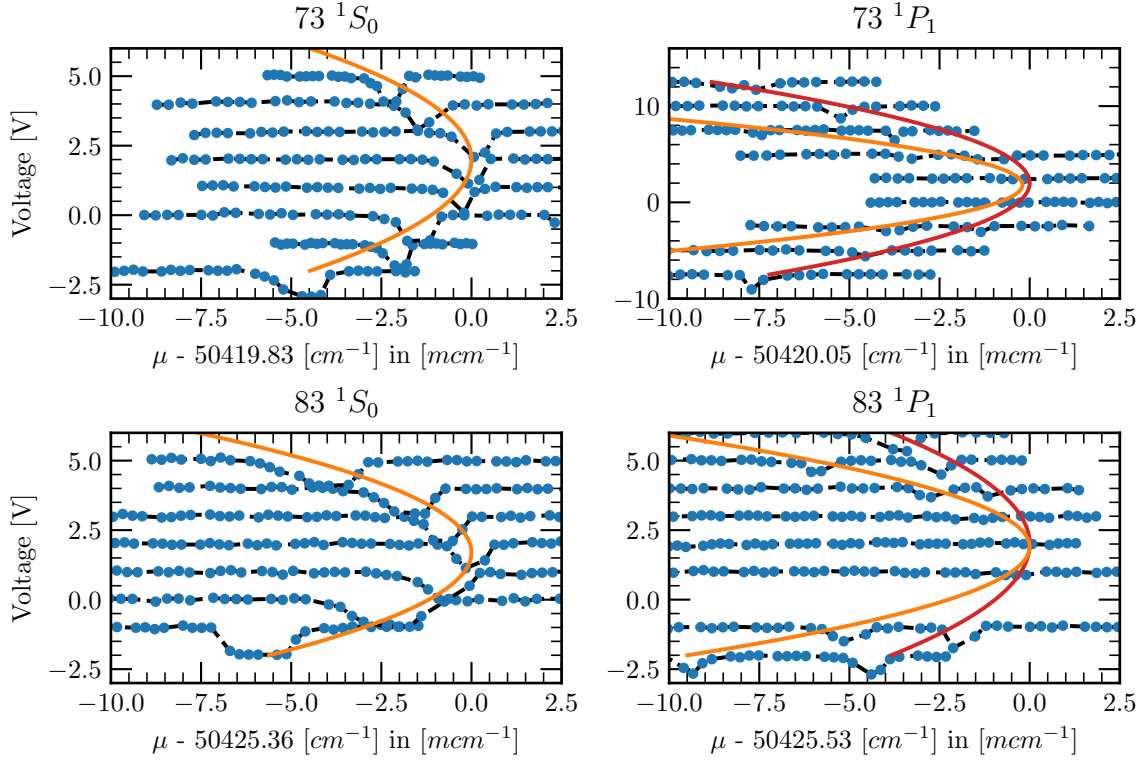 73 ¹S₀ 73 ¹P₁
Voltage [V]
5.0
2.5
0.0
−2.5
10
0
−10
−10.0 −7.5 −5.0 −2.5 0.0 2.5 −10.0 −7.5 −5.0 −2.5 0.0 2.5
μ - 50419.83 [cm⁻¹] in [mcm⁻¹] μ - 50420.05 [cm⁻¹] in [mcm⁻¹]
83 ¹S₀ 83 ¹P₁
Voltage [V]
5.0
2.5
0.0
−2.5
5.0
2.5
0.0
−2.5
−10.0 −7.5 −5.0 −2.5 0.0 2.5 −10.0 −7.5 −5.0 −2.5 0.0 2.5
μ - 50425.36 [cm⁻¹] in [mcm⁻¹] μ - 50425.53 [cm⁻¹] in [mcm⁻¹]